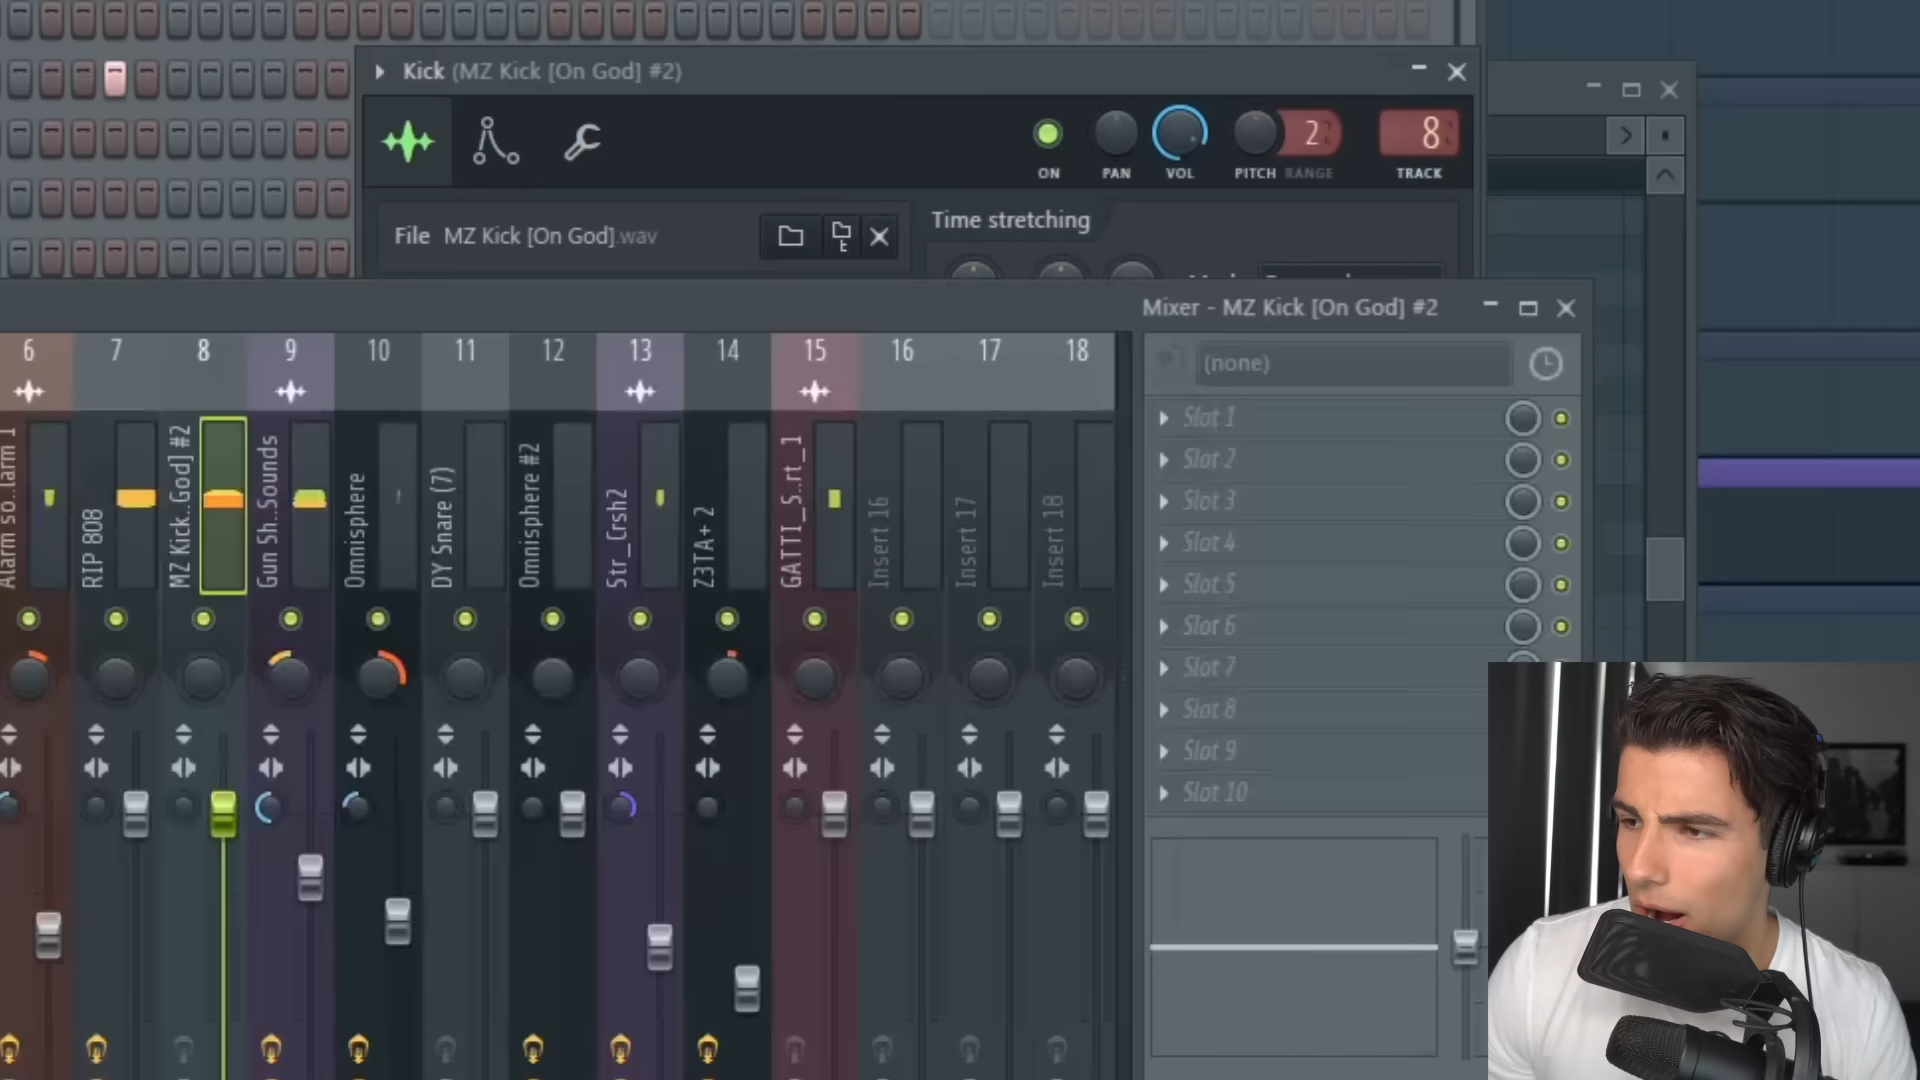 Kick (MZ Kick [On God] #2)
2
8
ON
PAN
VOL
PITCH
RANGE
TRACK
File MZ Kick [On God].wav
Time stretching
Mixer - MZ Kick [On God] #2
6
7
8
9
10
11
12
13
14
15
16
17
18
(none)
Alarm so..larm 1
RIP 808
MZ Kick..God] #2
Gun Sh..Sounds
Omnisphere
DY Snare (7)
Omnisphere #2
Str_Crsh2
Z3TA+ 2
GATTI_S..rt_1
Insert 16
Insert 17
Insert 18
Slot 1
Slot 2
Slot 3
Slot 4
Slot 5
Slot 6
Slot 7
Slot 8
Slot 9
Slot 10